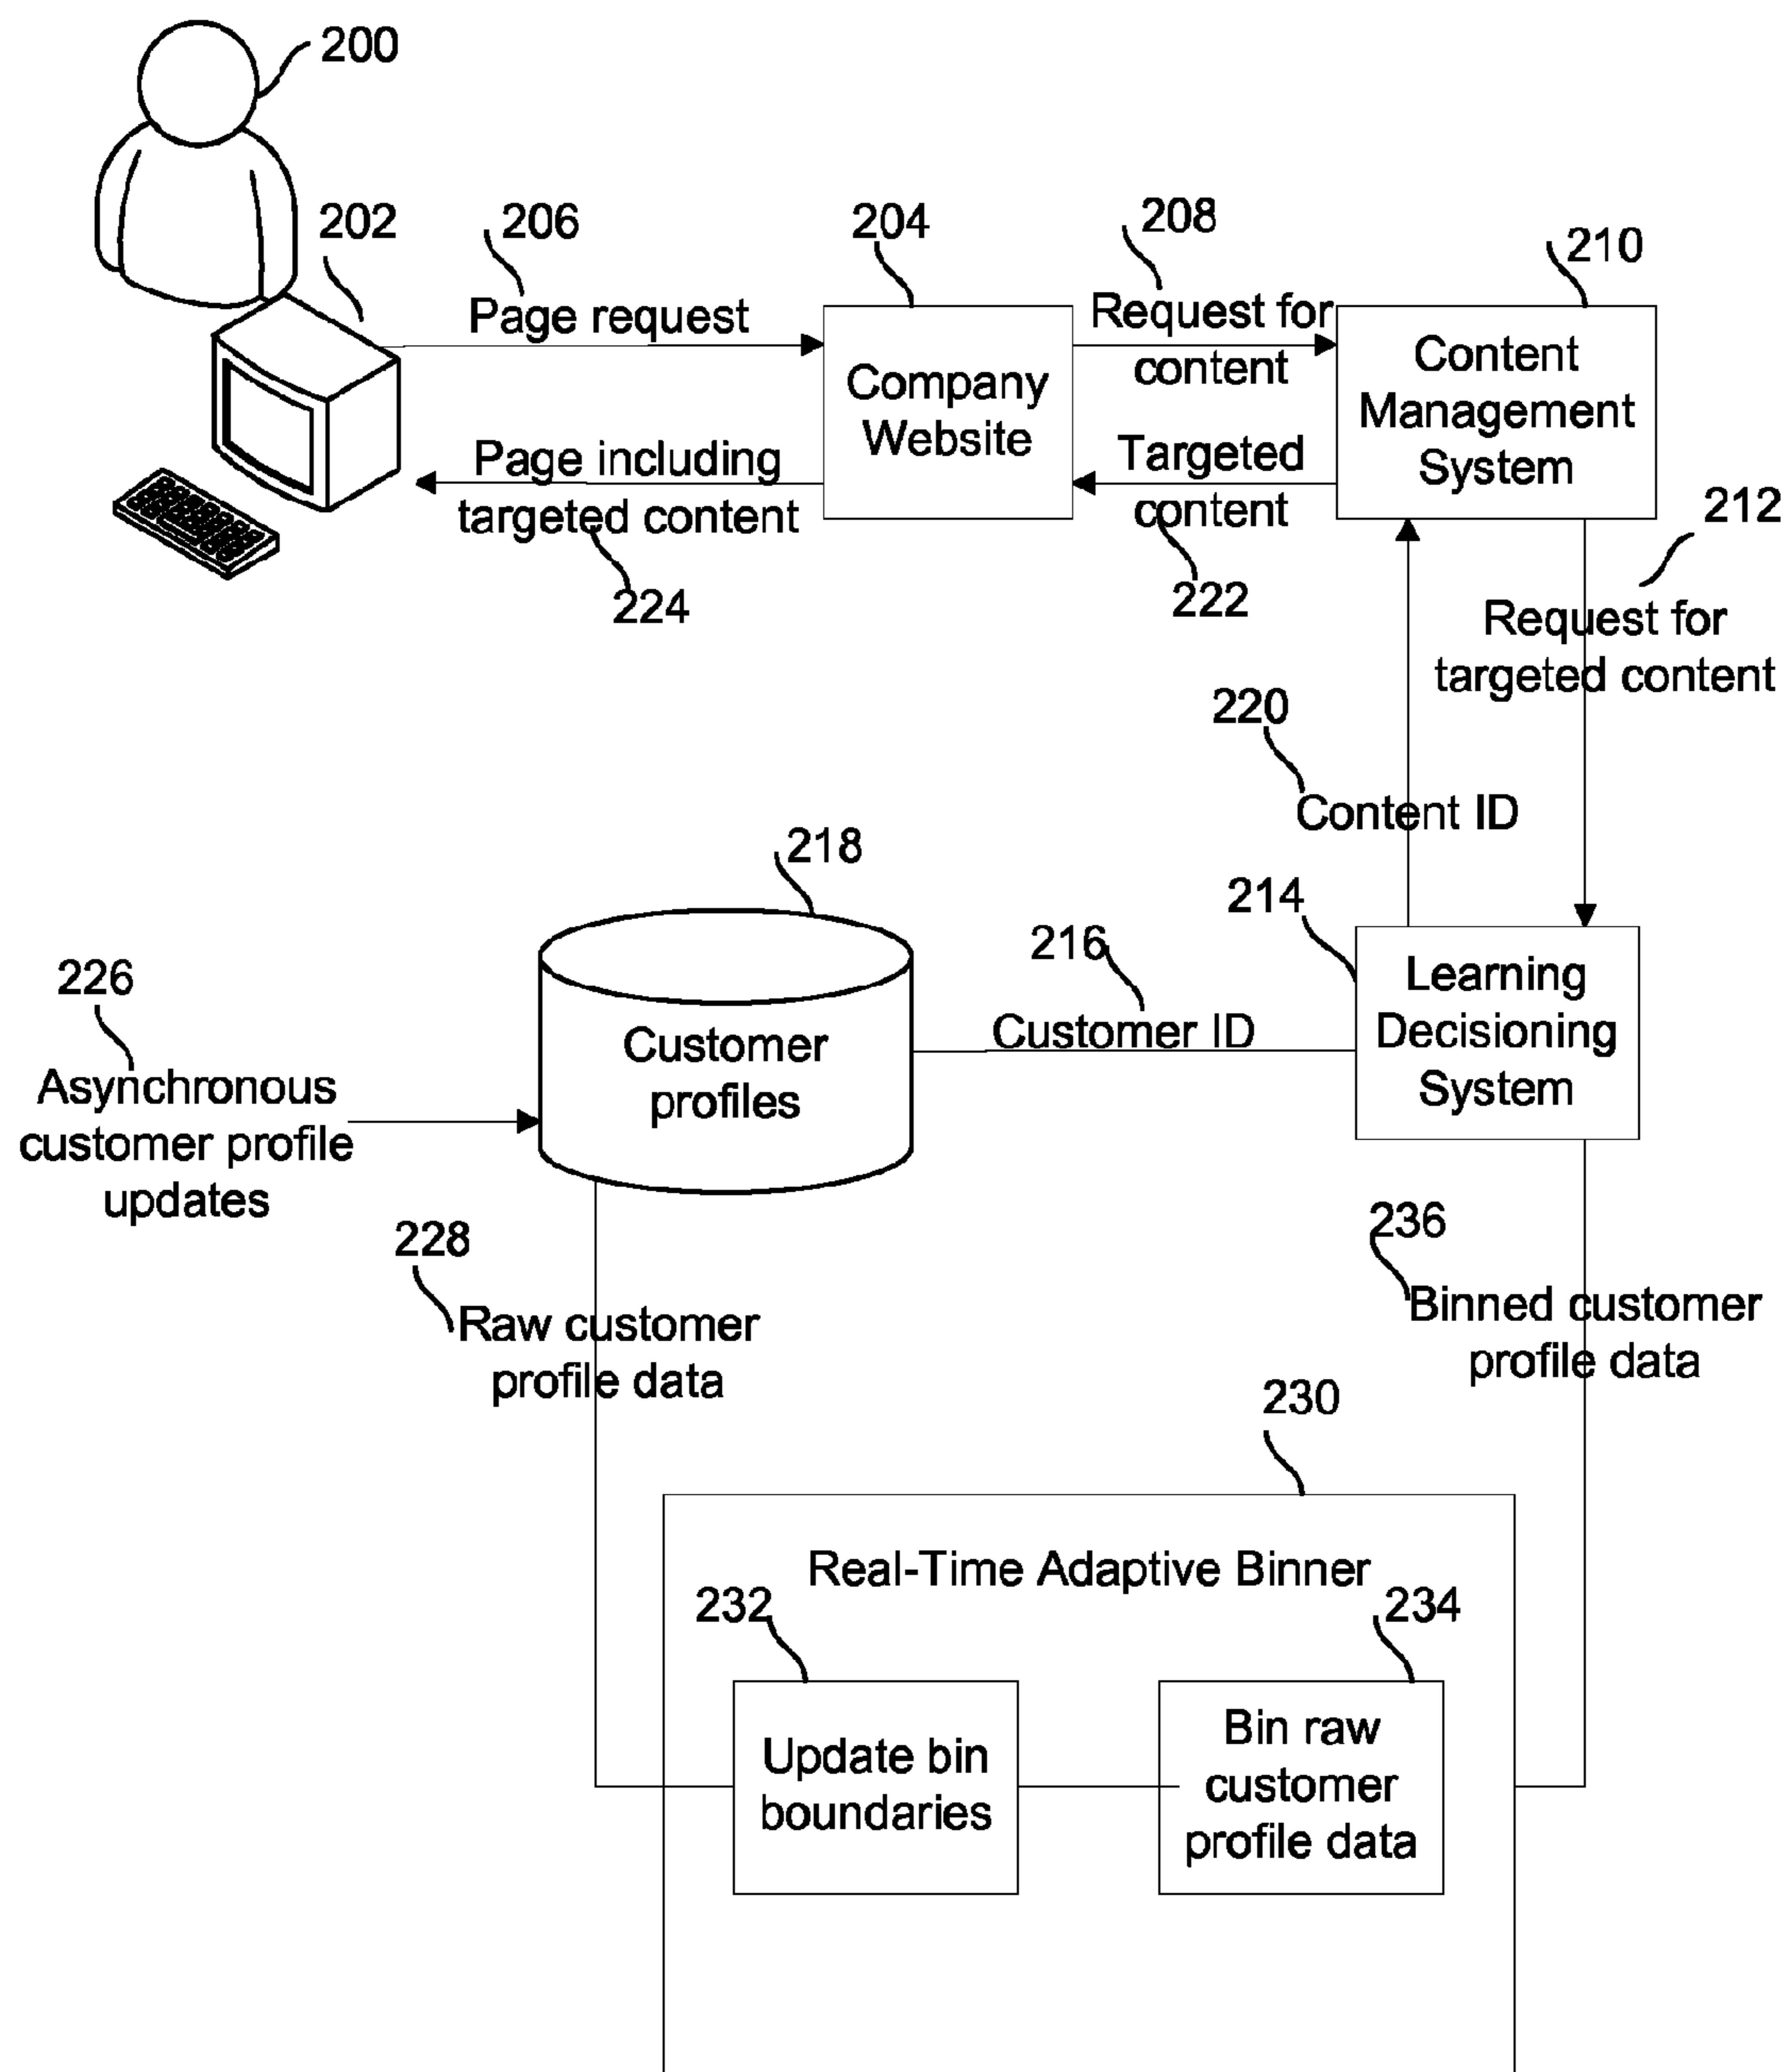 200
202
206
204
208
210
Page request
Request for
content
Company
Website
Content
Management
System
Page including
targeted content
Targeted
content
224
222
212
Request for
targeted content
220
Content ID
218
214
216
Customer ID
Learning
Decisioning
System
Customer
profiles
226
Asynchronous
customer profile
updates
228
Raw customer
profile data
236
Binned customer
profile data
230
Real-Time Adaptive Binner
232
234
Update bin
boundaries
Bin raw
customer
profile data